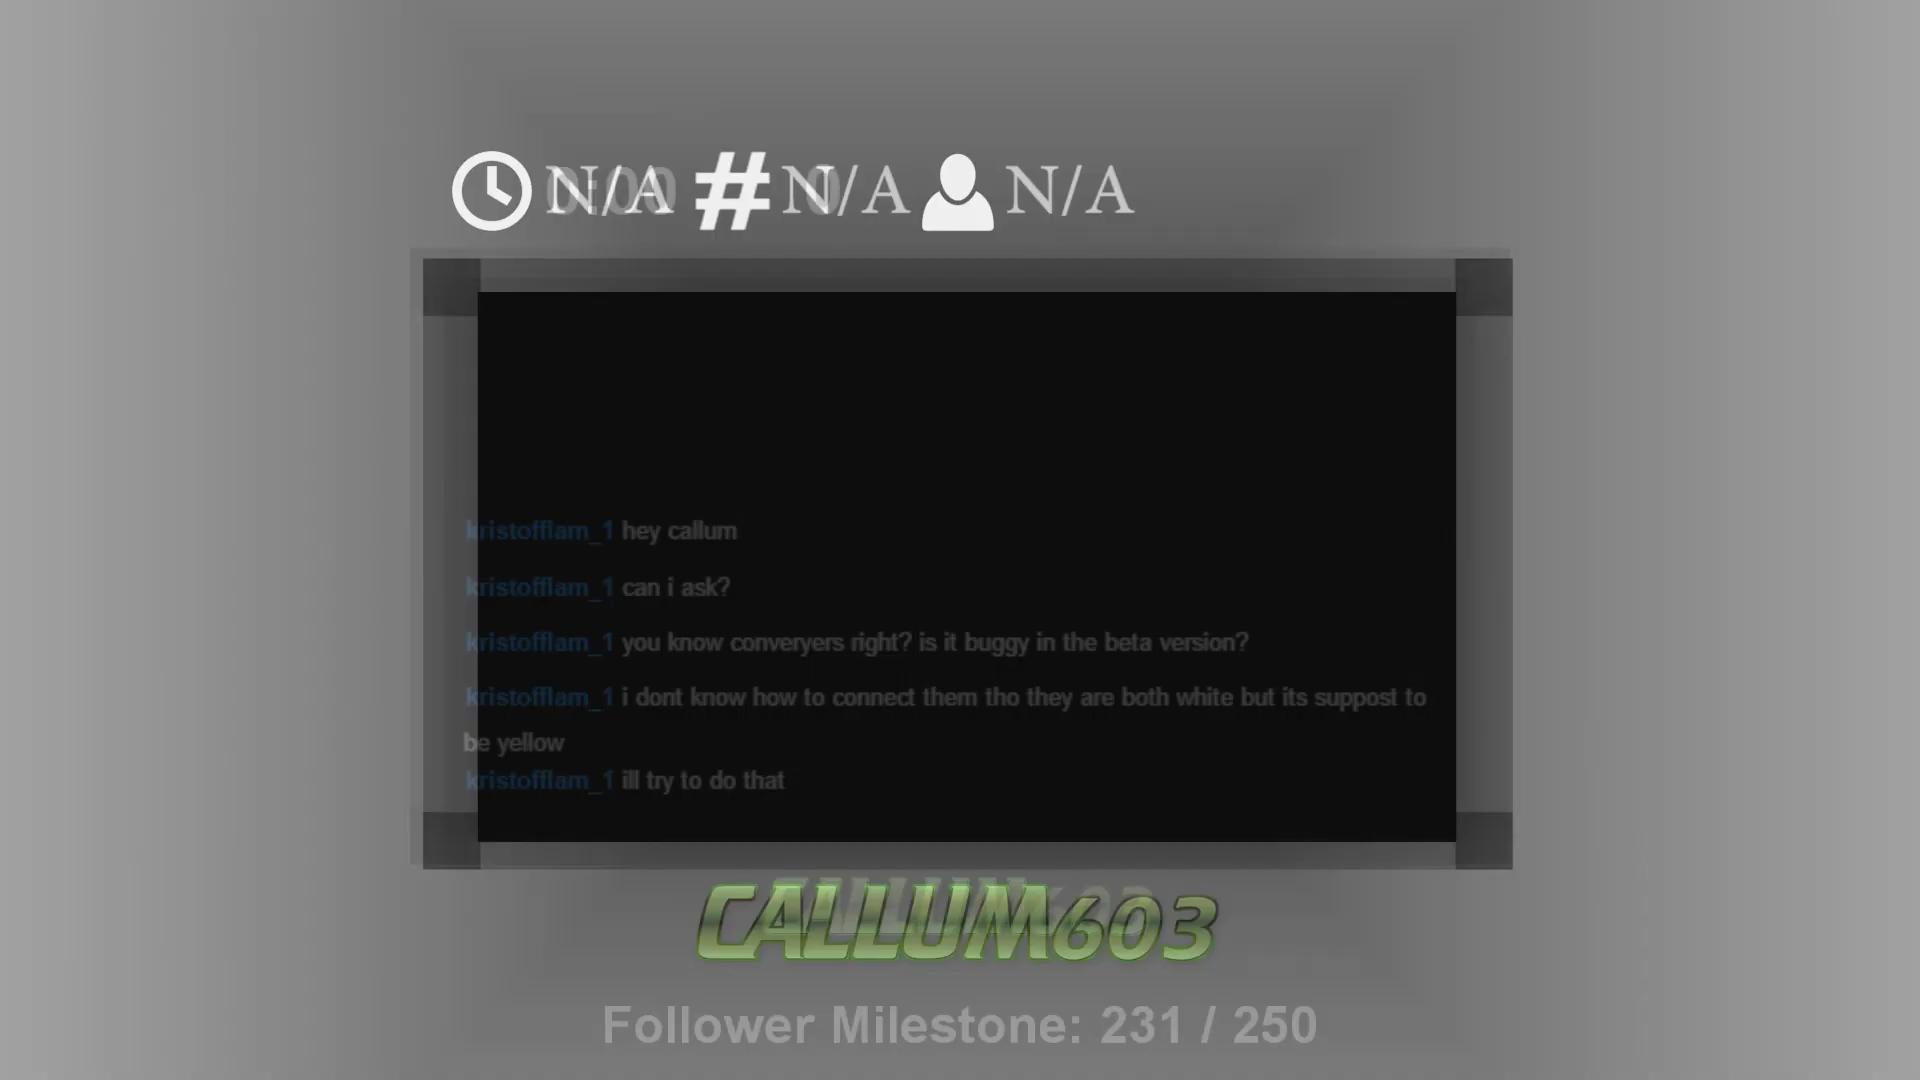 N/A # N/A N/A
kristofflam_1 hey callum
kristofflam_1 can i ask?
kristofflam_1 you know converyers right? is it buggy in the beta version?
kristofflam_1 i dont know how to connect them tho they are both white but its suppost to
be yellow
kristofflam_1 ill try to do that
CALLUM603
Follower Milestone: 231 / 250